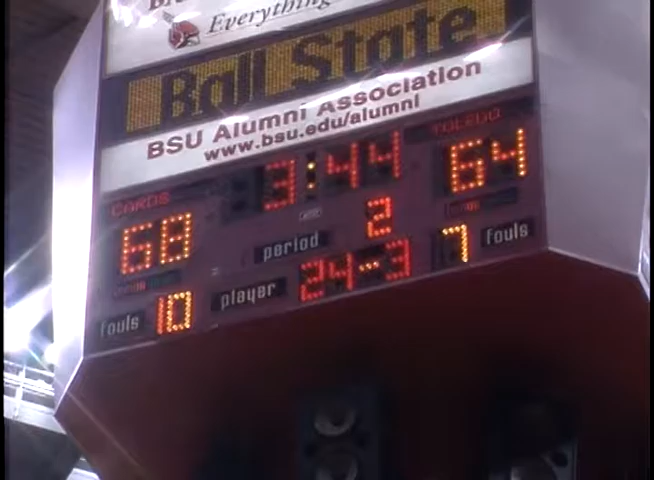 Everything
Ball State
BSU Alumni Association
www.bsu.edu/alumni
CARDS 3:44 TOLEDO
68 2 64
period
fouls 10 player 24-3 7 fouls